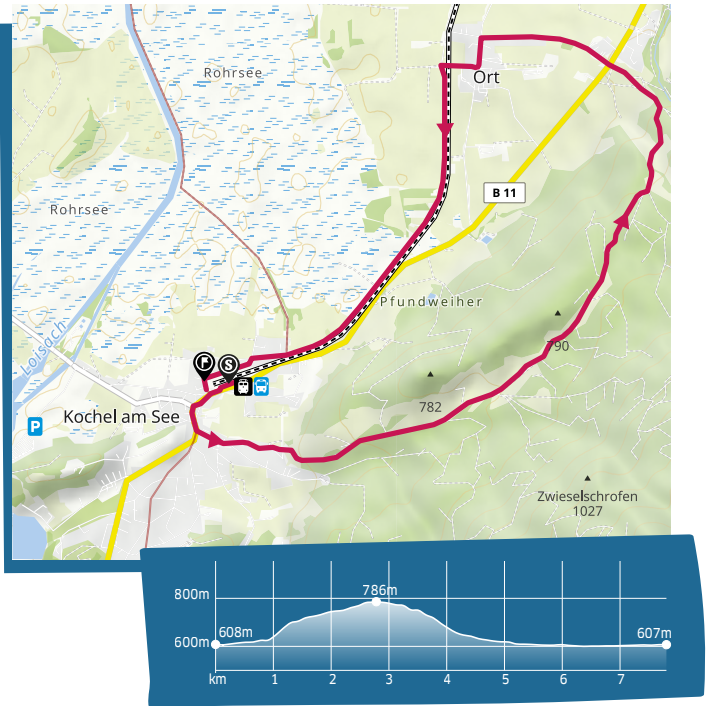 Rohrsee
Ort
B 11
Rohrsee
Pfundweiher
Loisach
790
S
782
P
Kochel am See
Zwieselschrofen
1027
800m
786m
608m
607m
600m
km 1 2 3 4 5 6 7